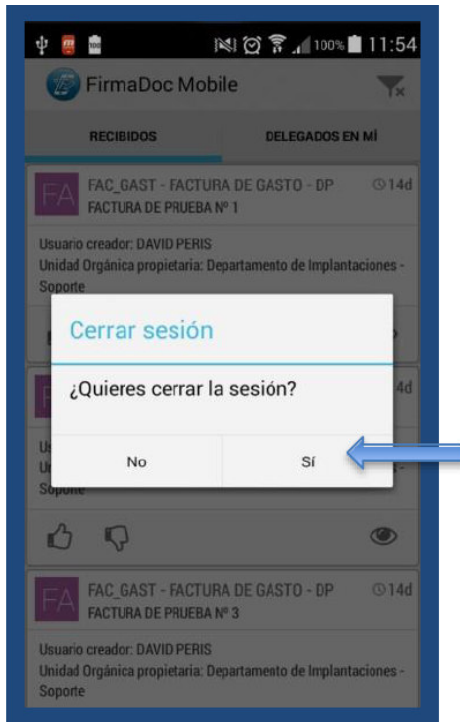 100% 11:54
FirmaDoc Mobile
RECIBIDOS DELEGADOS EN MÍ
FA FAC_GAST - FACTURA DE GASTO - DP 14d
FACTURA DE PRUEBA Nº 1
Usuario creador: DAVID PERIS
Unidad Orgánica propietaria: Departamento de Implantaciones -
Soporte
Cerrar sesión
¿Quieres cerrar la sesión?
4d
No Sí
Soporte
FA FAC_GAST - FACTURA DE GASTO - DP 14d
FACTURA DE PRUEBA Nº 3
Usuario creador: DAVID PERIS
Unidad Orgánica propietaria: Departamento de Implantaciones -
Soporte